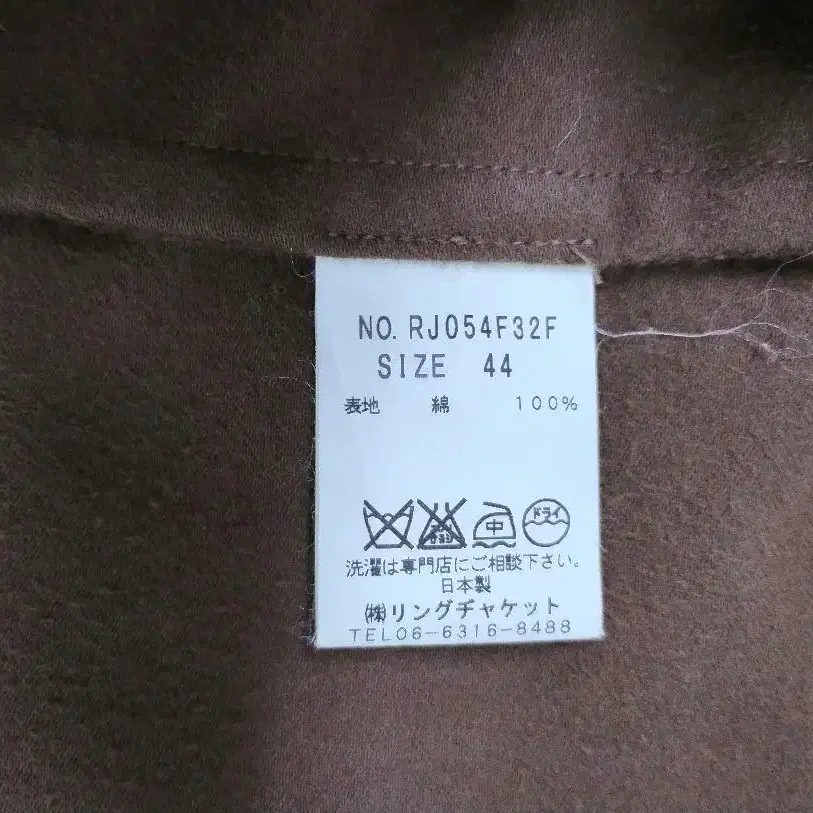 NO. RJ054F32F
SIZE 44
表地 綿 100%
中 ドライ
洗濯は専門店にご相談下さい。
日本製
㈱リングヂャケット
TEL06-6316-8488